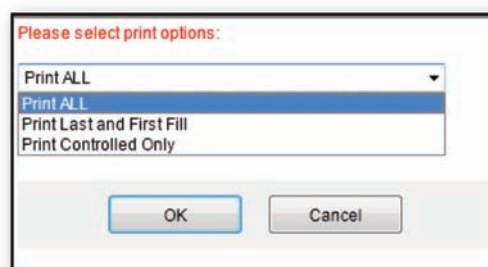 Please select print options:
Print ALL
Print ALL
Print Last and First Fill
Print Controlled Only
OK
Cancel